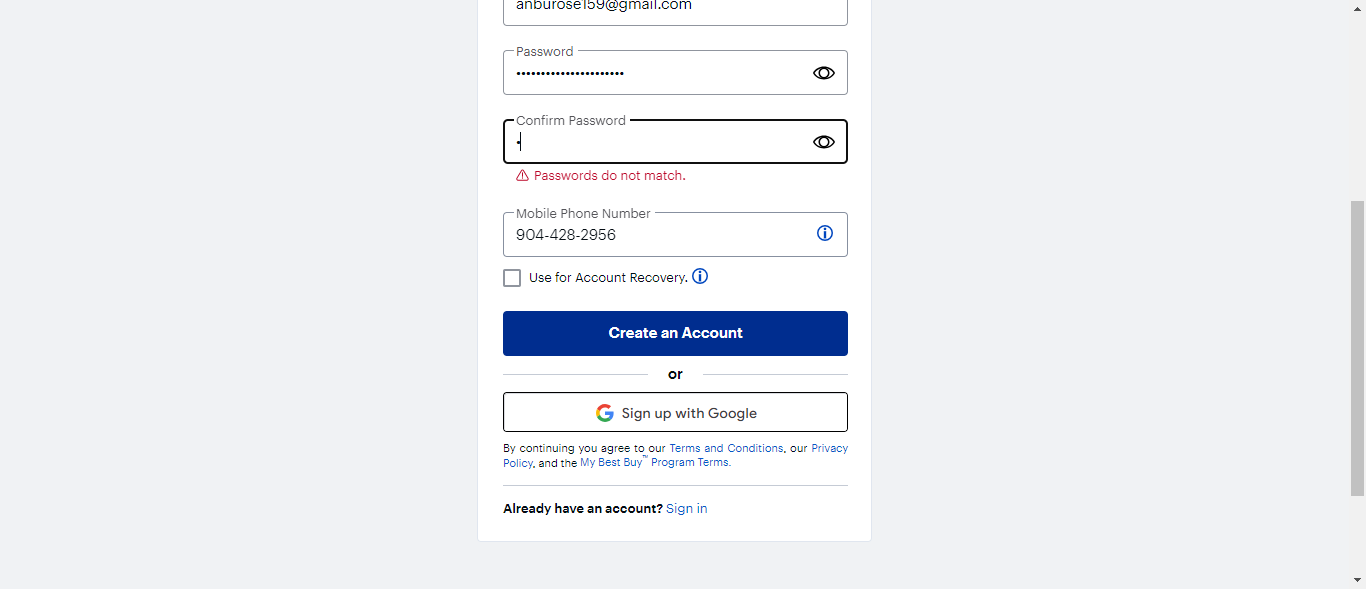 anburose159@gmail.com
Password
••••••••••••••••••••••
Confirm Password
•
Passwords do not match.
Mobile Phone Number
904-428-2956
Use for Account Recovery.
Create an Account
or
Sign up with Google
By continuing you agree to our Terms and Conditions, our Privacy
Policy, and the My Best Buy™ Program Terms.
Already have an account? Sign in